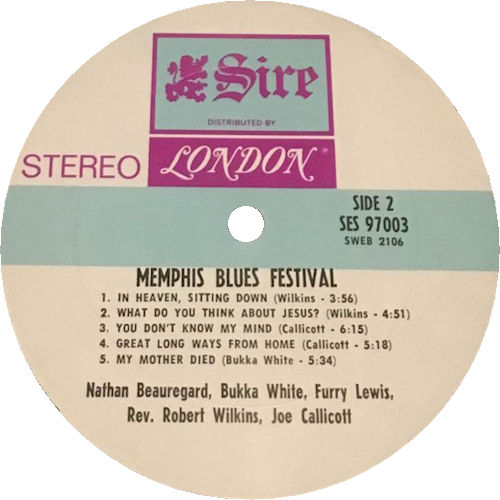 Sire
DISTRIBUTED BY
STEREO
LONDON®
SIDE 2
SES 97003
SWEB 2106
MEMPHIS BLUES FESTIVAL
1. IN HEAVEN, SITTING DOWN (Wilkins - 3:56)
2. WHAT DO YOU THINK ABOUT JESUS? (Wilkins - 4:51)
3. YOU DON'T KNOW MY MIND (Callicott - 6:15)
4. GREAT LONG WAYS FROM HOME (Callicott - 5:18)
5. MY MOTHER DIED (Bukka White - 5:34)
Nathan Beauregard, Bukka White, Furry Lewis,
Rev. Robert Wilkins, Joe Callicott